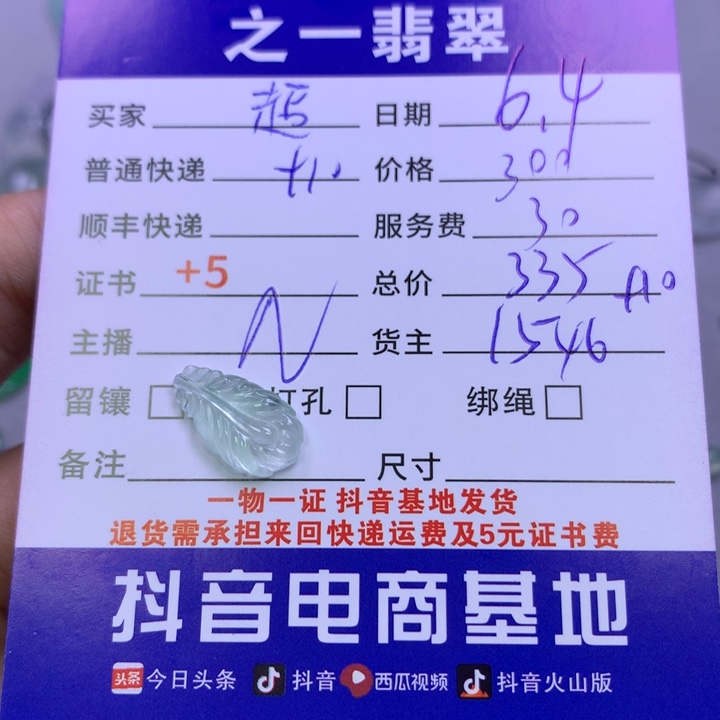 之一翡翠
买家 日期 6.4
普通快递 +10 价格 300
顺丰快递 服务费 30
证书 +5 总价 335 +10
主播 N 货主 1546
留镶 打孔 绑绳
备注 尺寸
一物一证 抖音基地发货
退货需承担来回快递运费及5元证书费
抖音电商基地
头条 今日头条 抖音 西瓜视频 抖音火山版